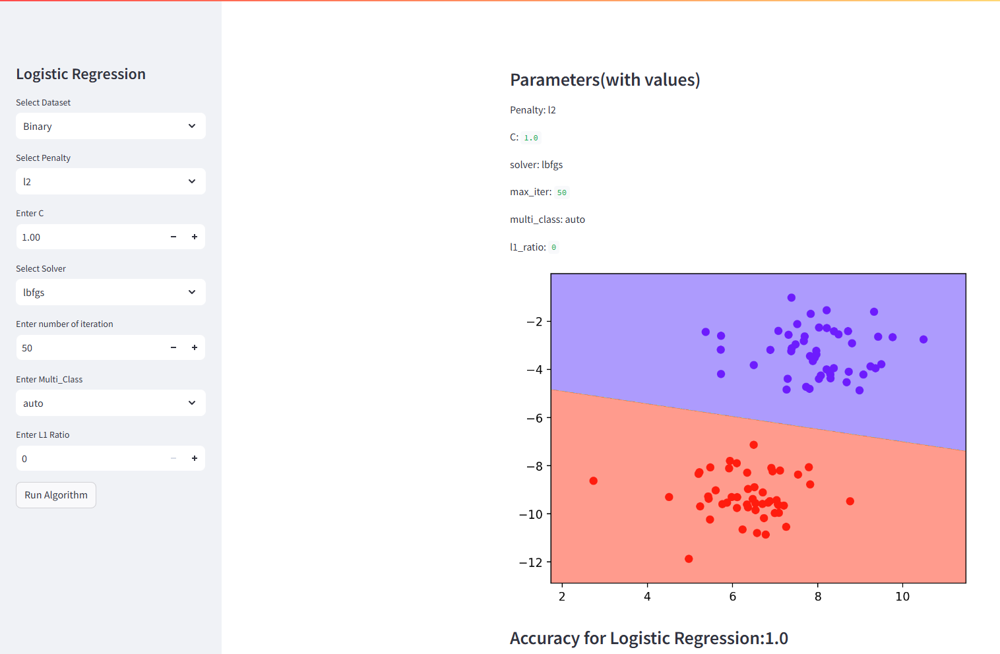 Logistic Regression
Select Dataset
Binary
Select Penalty
l2
Enter C
1.00
Select Solver
lbfgs
Enter number of iteration
50
Enter Multi_Class
auto
Enter L1 Ratio
0
Run Algorithm
Parameters(with values)
Penalty: l2
C: 1.0
solver: lbfgs
max_iter: 50
multi_class: auto
l1_ratio: 0
−2
−4
−6
−8
−10
−12
2 4 6 8 10
Accuracy for Logistic Regression:1.0